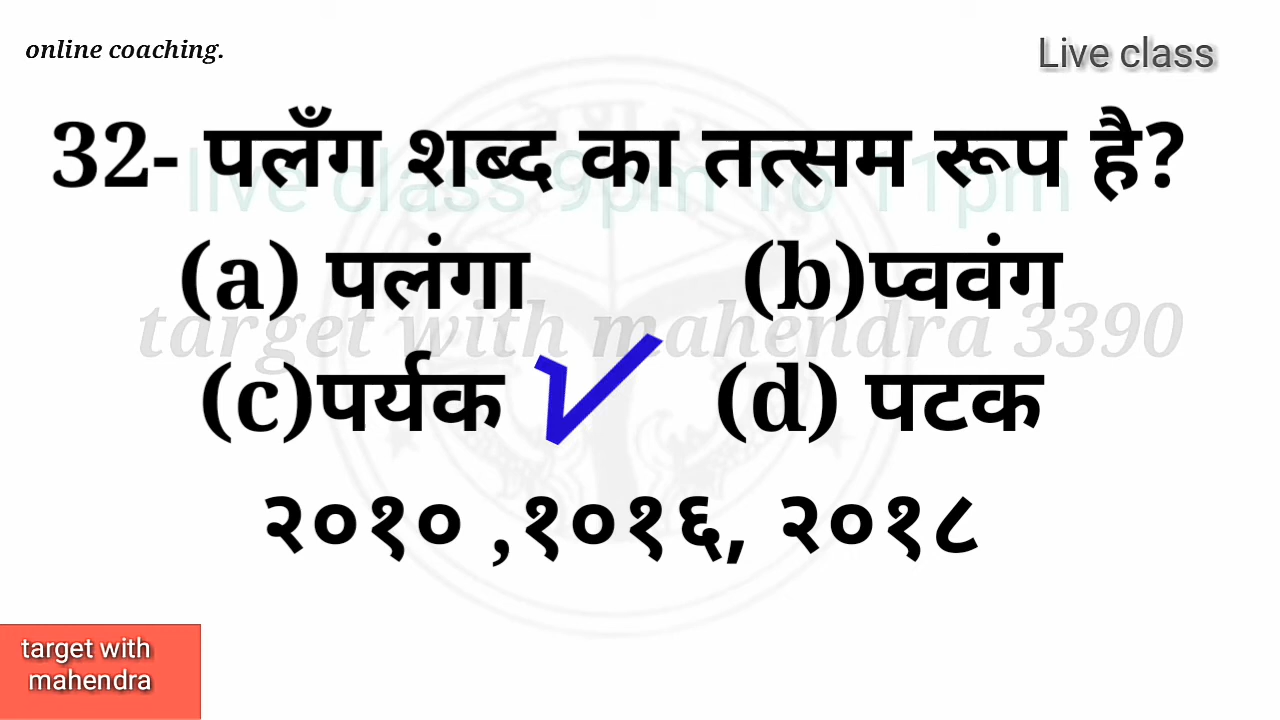 online coaching.
Live class
32- पलँग शब्द का तत्सम रूप है?
live class 9pm To 11pm
(a) पलंगा (b)प्ववंग
target with mahendra 3390
(c)पर्यक (d) पटक
२०१० ,१०१६, २०१८
target with
mahendra